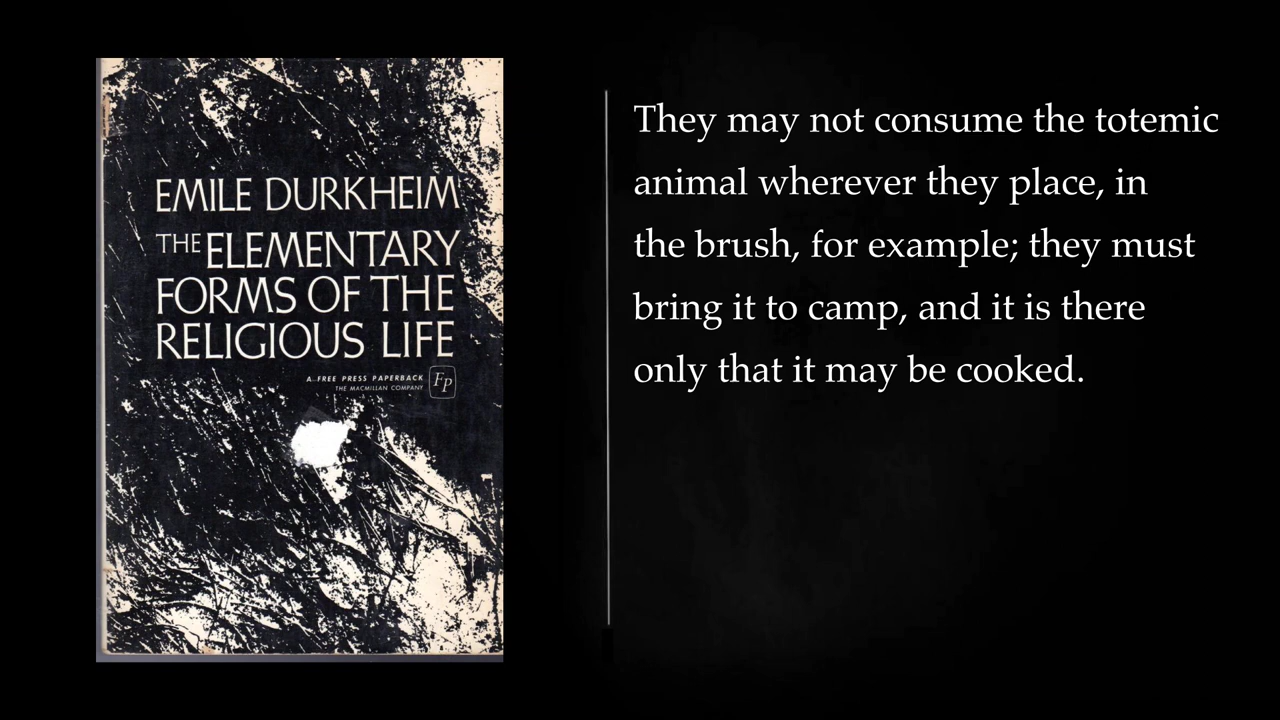 EMILE DURKHEIM
THE ELEMENTARY
FORMS OF THE
RELIGIOUS LIFE
A FREE PRESS PAPERBACK
THE MACMILLAN COMPANY
FP
They may not consume the totemic
animal wherever they place, in
the brush, for example; they must
bring it to camp, and it is there
only that it may be cooked.